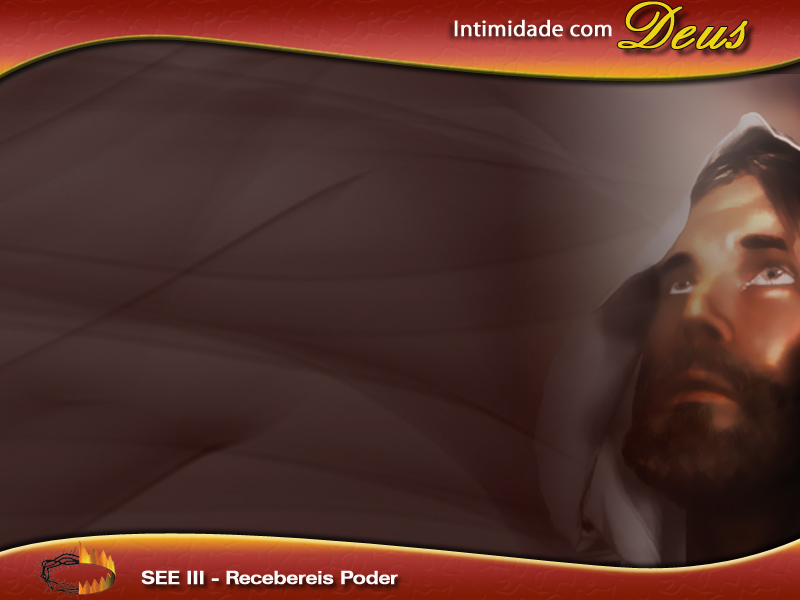 Intimidade com Deus
SEE III - Recebereis Poder